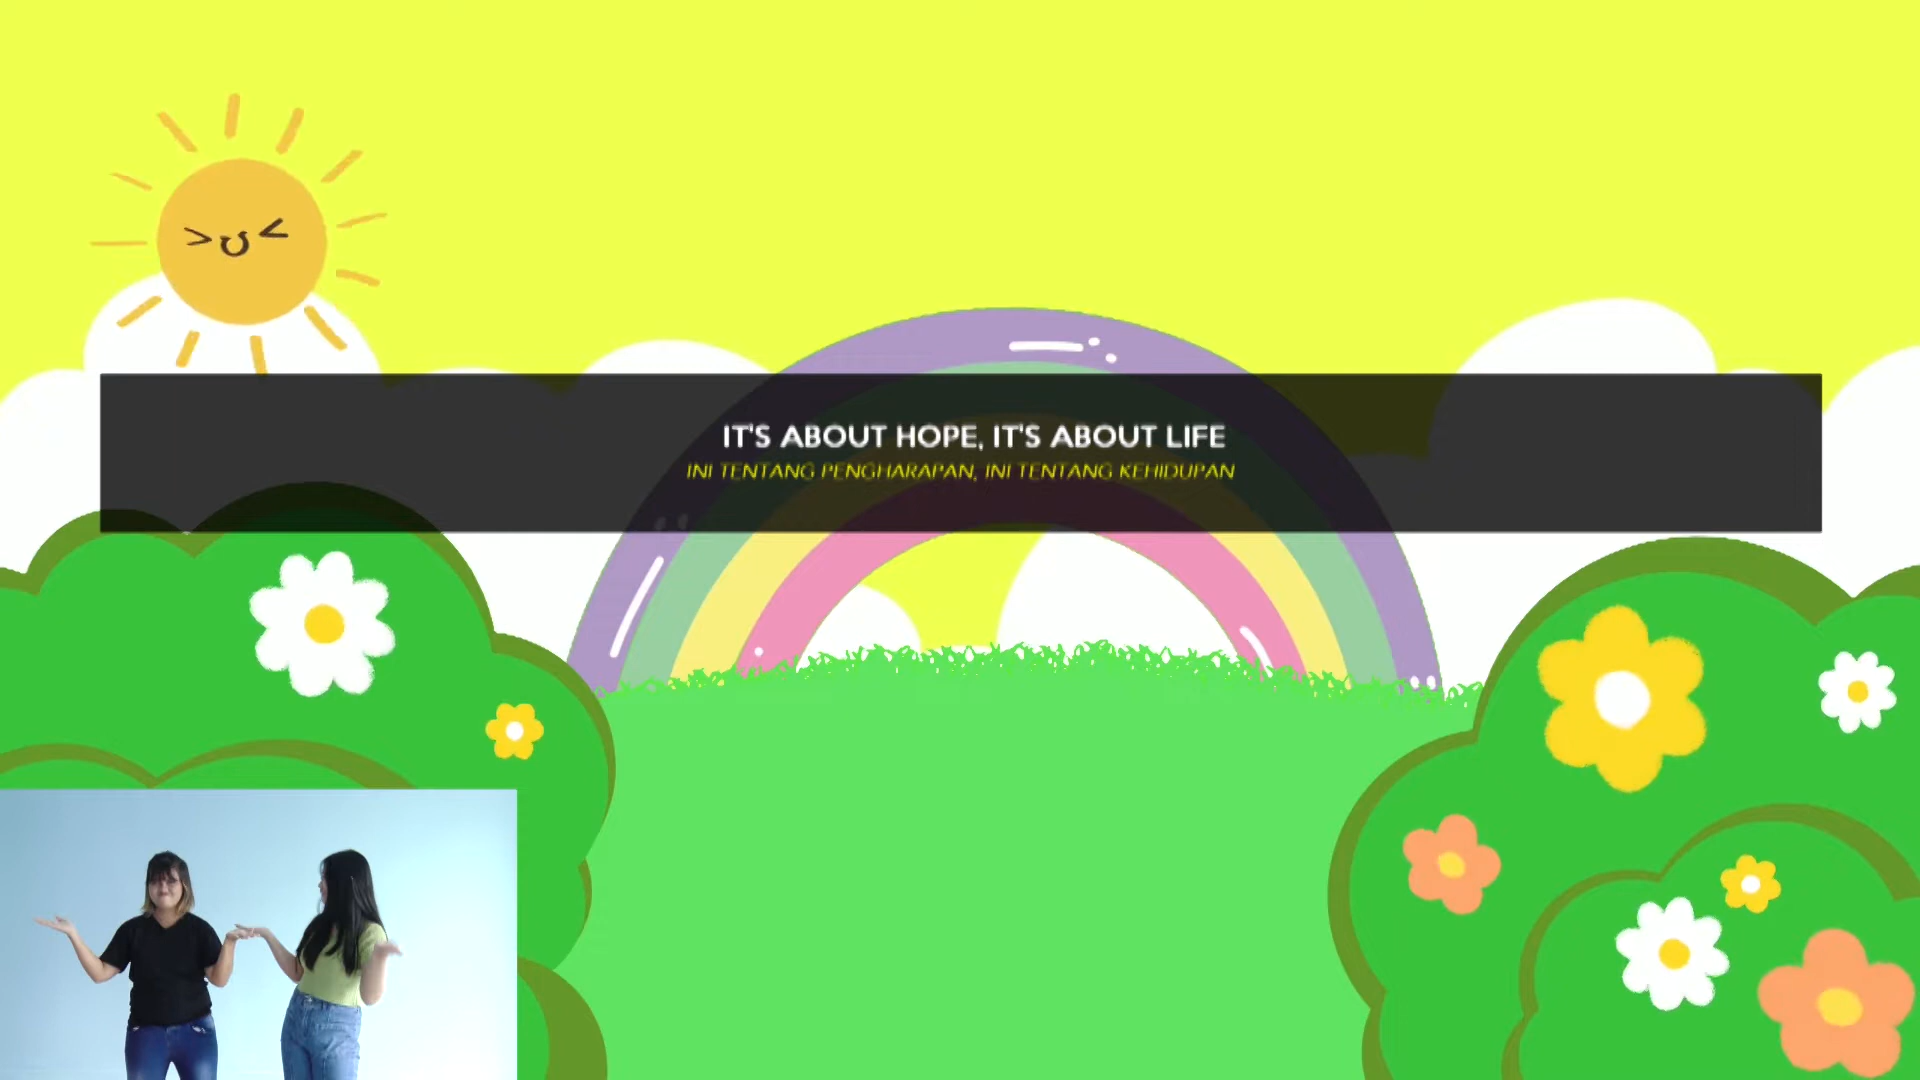 IT'S ABOUT HOPE, IT'S ABOUT LIFE
INI TENTANG PENGHARAPAN, INI TENTANG KEHIDUPAN